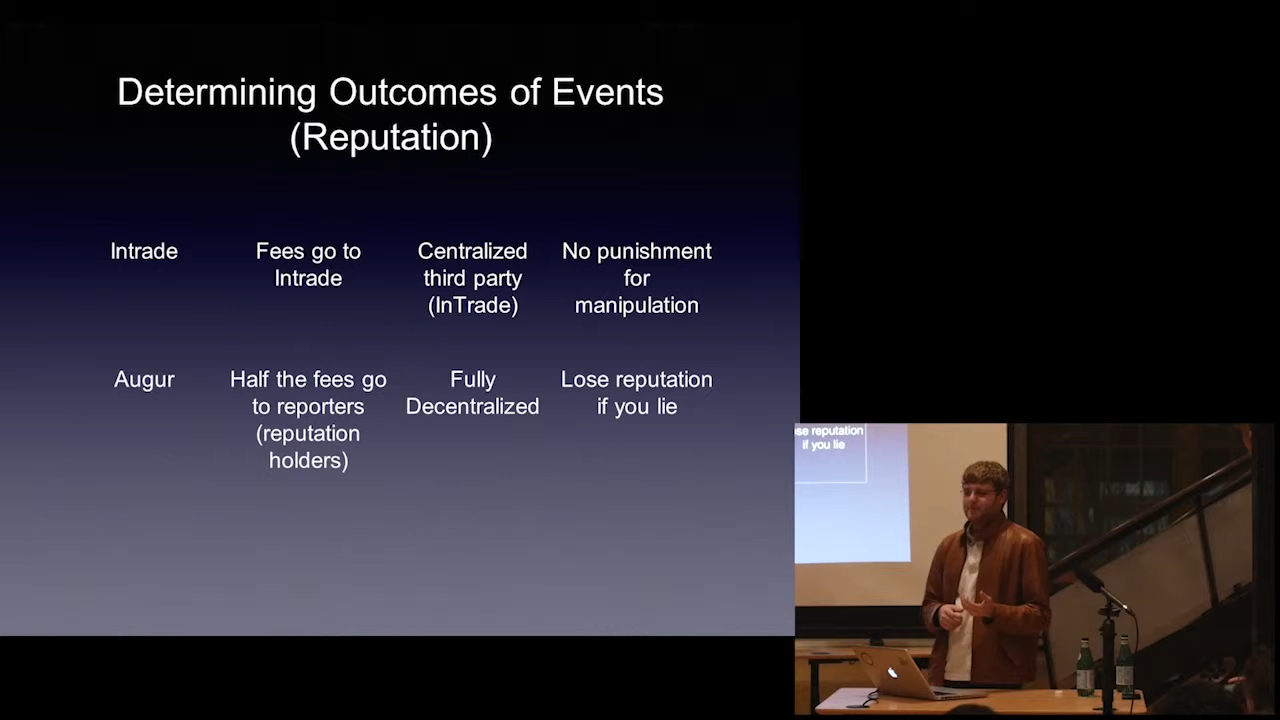 Determining Outcomes of Events
(Reputation)
Intrade
Fees go to
Intrade
Centralized
third party
(InTrade)
No punishment
for
manipulation
Augur
Half the fees go
to reporters
(reputation
holders)
Fully
Decentralized
Lose reputation
if you lie
se reputation
if you lie